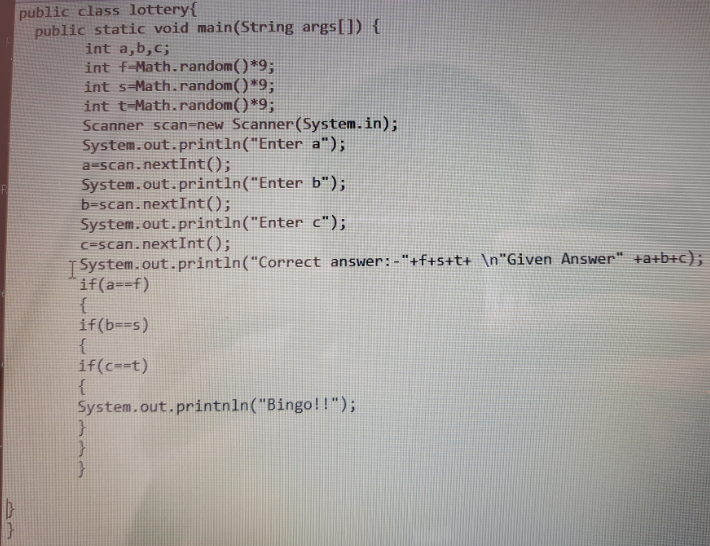 public class lottery{
public static void main(String args[]) {
int a,b,c;
int f=Math.random()*9;
int s=Math.random()*9;
int t=Math.random()*9;
Scanner scan=new Scanner(System.in);
System.out.println("Enter a");
a=scan.nextInt();
System.out.println("Enter b");
b=scan.nextInt();
System.out.println("Enter c");
c=scan.nextInt();
System.out.println("Correct answer:-"+f+s+t+ \n"Given Answer" +a+b+c);
if(a==f)
{
if(b==s)
{
if(c==t)
{
System.out.printnln("Bingo!!");
}
}
}
}
}